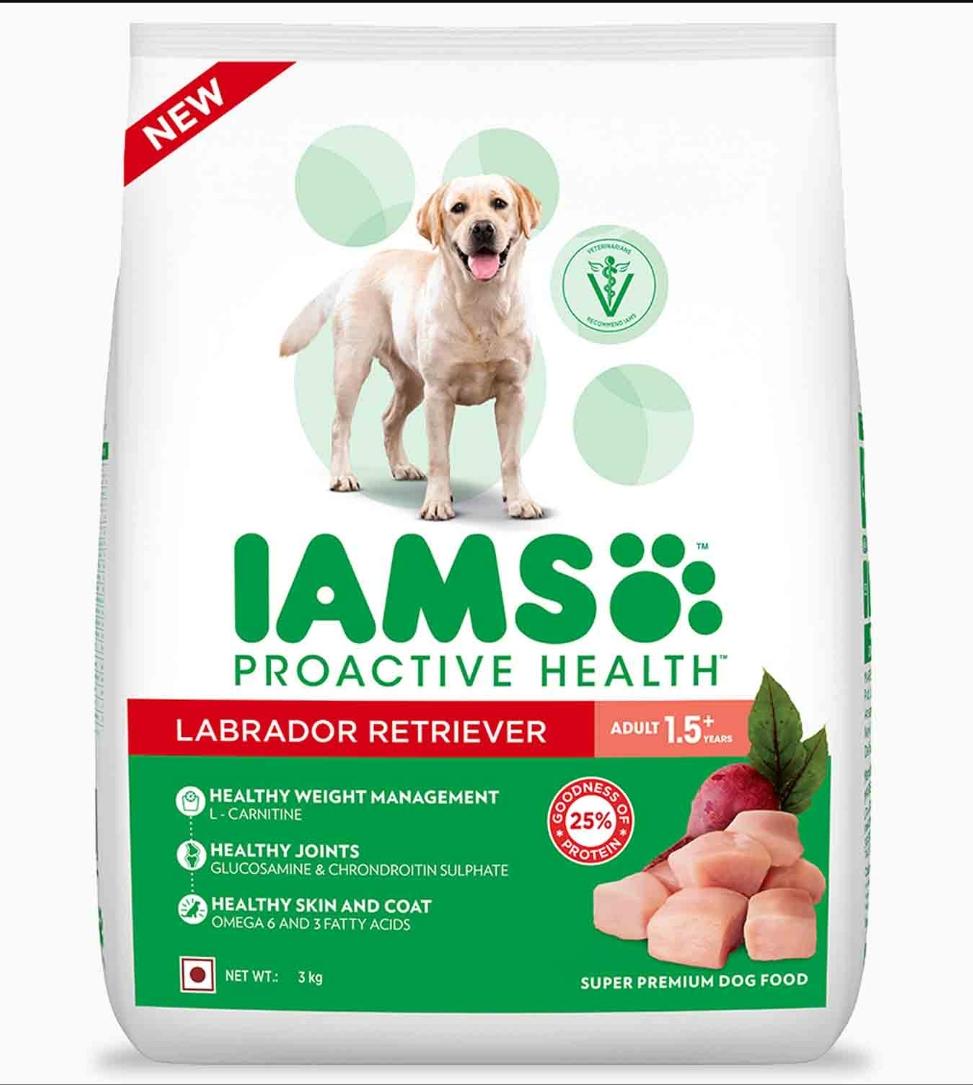 NEW
VETERINARIANS
RECOMMEND IAMS
IAMS™
PROACTIVE HEALTH™
LABRADOR RETRIEVER
ADULT 1.5+ YEARS
HEALTHY WEIGHT MANAGEMENT
L - CARNITINE
HEALTHY JOINTS
GLUCOSAMINE & CHRONDROITIN SULPHATE
HEALTHY SKIN AND COAT
OMEGA 6 AND 3 FATTY ACIDS
GOODNESS OF
25%
PROTEIN
NET WT.: 3 kg
SUPER PREMIUM DOG FOOD